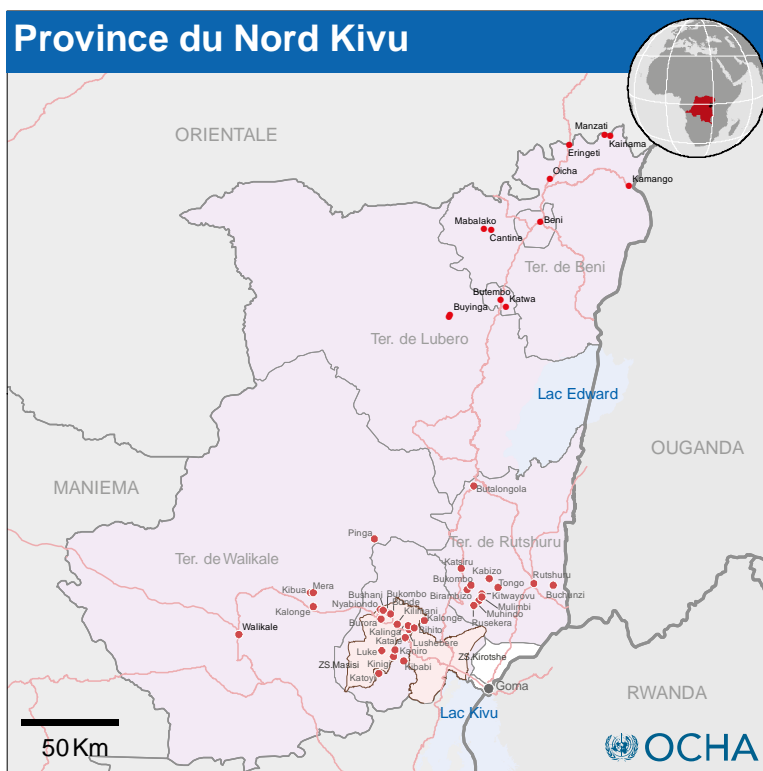 Province du Nord Kivu
ORIENTALE
Manzati
Kainama
Eringeti
Oicha
Kamango
Mabalako
Cantine
Beni
Ter. de Beni
Butembo
Katwa
Buyinga
Ter. de Lubero
Lac Edward
OUGANDA
MANIEMA
Butalongola
Pinga
Ter. de Walikale
Ter. de Rutshuru
Katsiru
Kabizo
Bukombo
Tongo
Rutshuru
Buchanzi
Birambizo
Kitwayovu
Mulimbi
Muhindo
Rusekera
Kibua
Mera
Kalonge
Walikale
Bushani
Bukombo
Nyabiondo
Bonde
Kilimani
Burora
Kalonge
Kalinga
Bihito
Katale
Lushebere
Luke
Kaniro
ZS.Masisi
Kinigi
Kibabi
Katoyi
ZS.Kirotshe
Goma
Lac Kivu
RWANDA
50 Km
OCHA